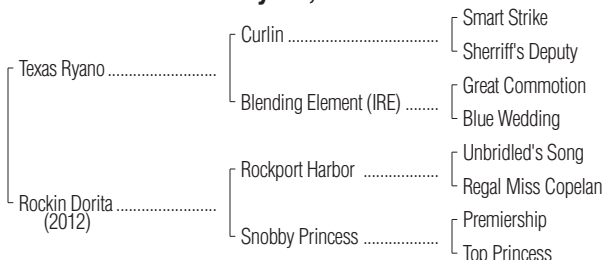 Smart Strike
Curlin ..................................
Sherriff's Deputy
Texas Ryano .........................
Great Commotion
Blending Element (IRE) ........
Blue Wedding
Unbridled's Song
Rockport Harbor ..................
Regal Miss Copelan
Rockin Dorita .......................
(2012)
Premiership
Snobby Princess ..................
Top Princess